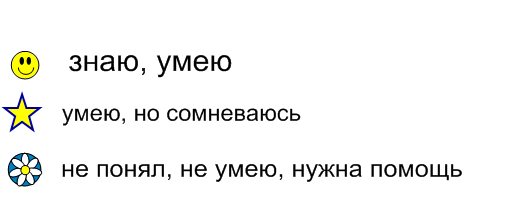 знаю, умею
умею, но сомневаюсь
не понял, не умею, нужна помощь